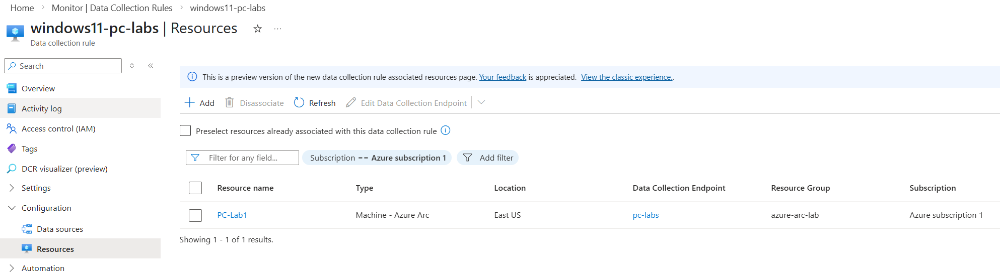 Home > Monitor | Data Collection Rules > windows11-pc-labs
windows11-pc-labs | Resources
Data collection rule
Search
Overview
Activity log
Access control (IAM)
Tags
DCR visualizer (preview)
Settings
Configuration
Data sources
Resources
Automation
This is a preview version of the new data collection rule associated resources page. Your feedback is appreciated. View the classic experience..
Add Disassociate Refresh Edit Data Collection Endpoint
Preselect resources already associated with this data collection rule
Filter for any field... Subscription == Azure subscription 1 Add filter
Resource name Type Location Data Collection Endpoint Resource Group Subscription
PC-Lab1 Machine - Azure Arc East US pc-labs azure-arc-lab Azure subscription 1
Showing 1 - 1 of 1 results.